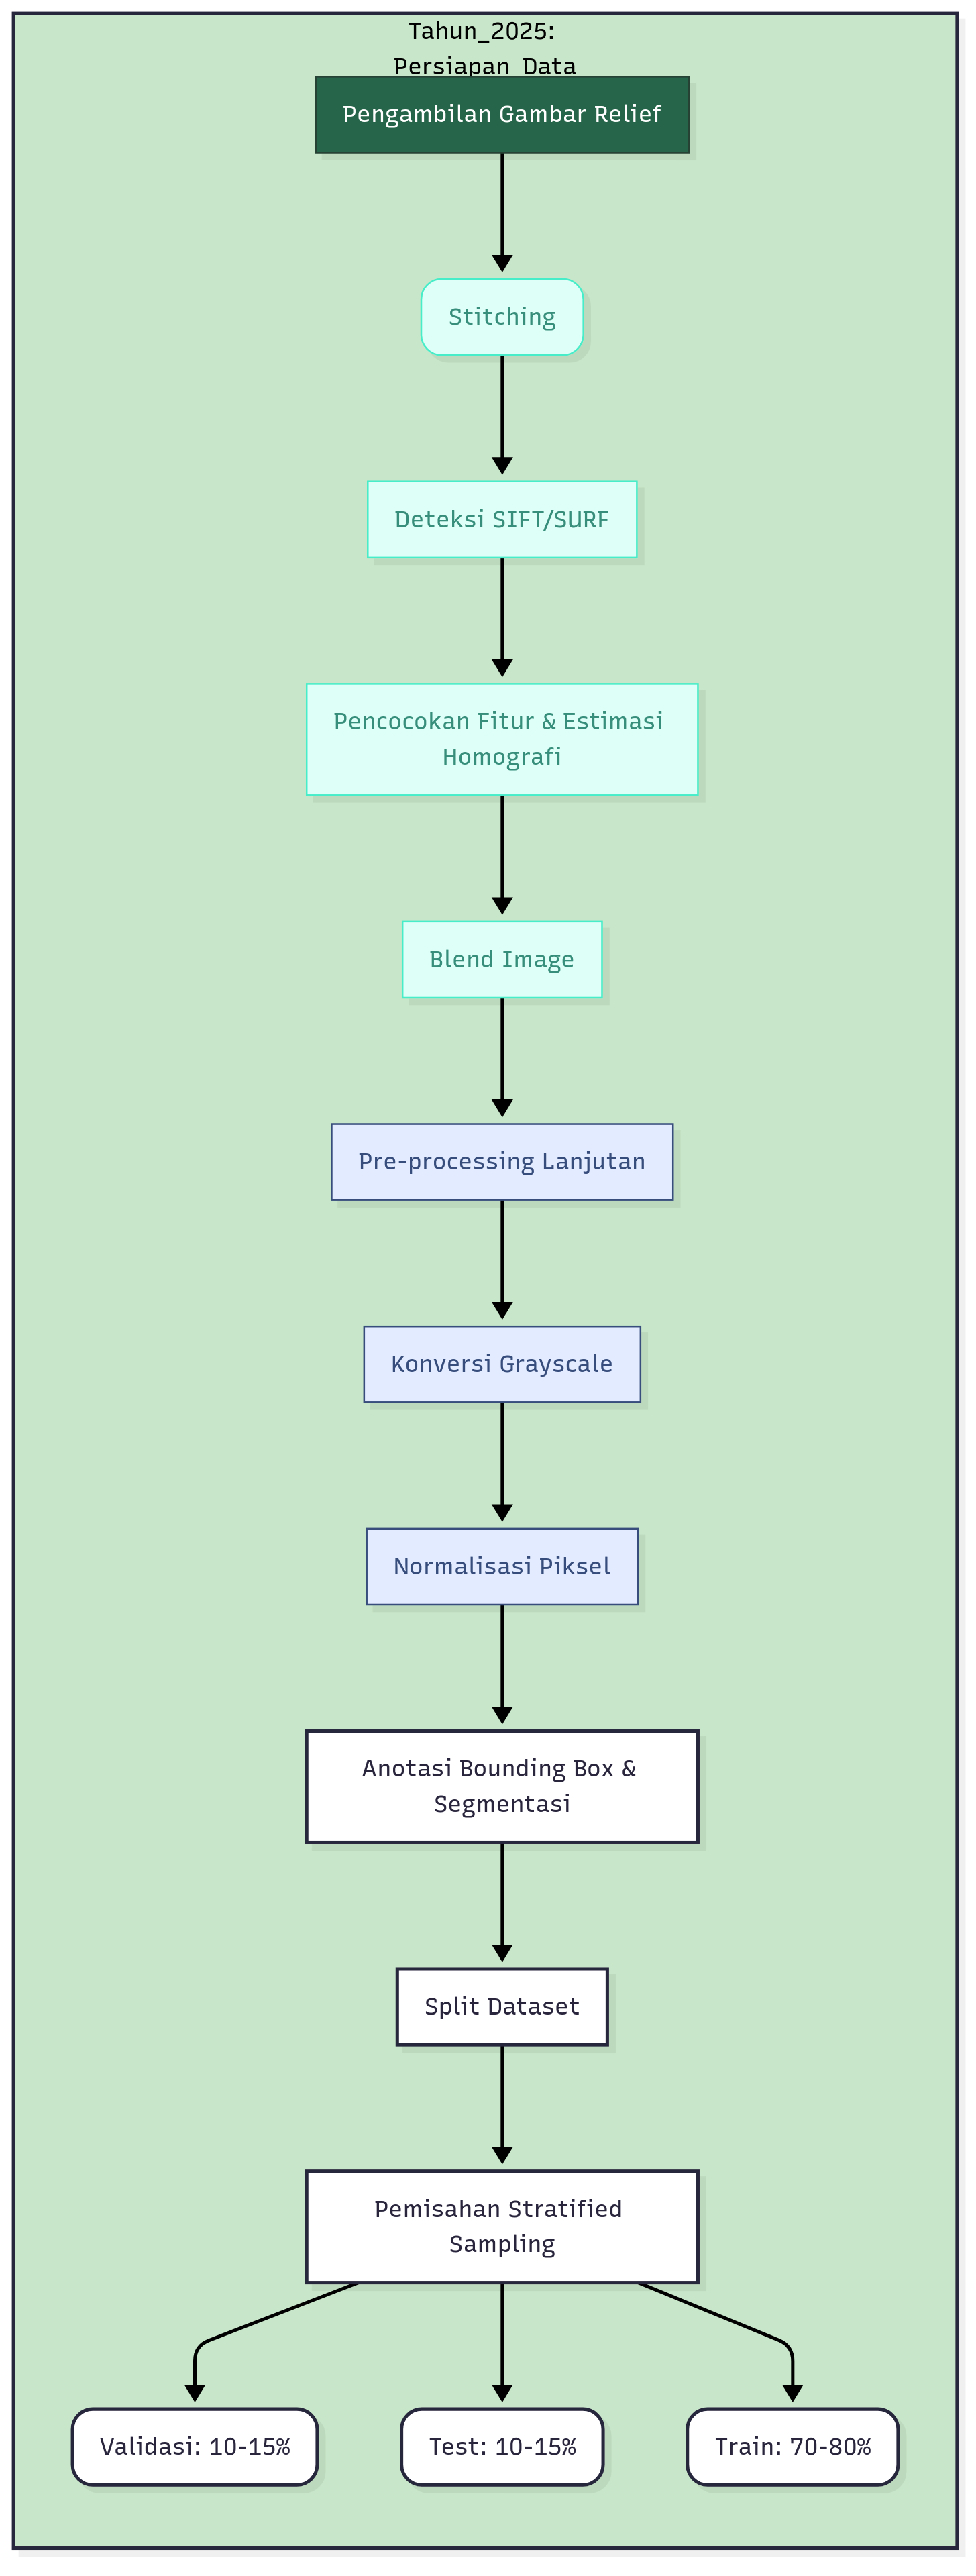 Tahun_2025:
Persiapan_Data
Pengambilan Gambar Relief
Stitching
Deteksi SIFT/SURF
Pencocokan Fitur & Estimasi
Homografi
Blend Image
Pre-processing Lanjutan
Konversi Grayscale
Normalisasi Piksel
Anotasi Bounding Box &
Segmentasi
Split Dataset
Pemisahan Stratified
Sampling
Validasi: 10-15%
Test: 10-15%
Train: 70-80%